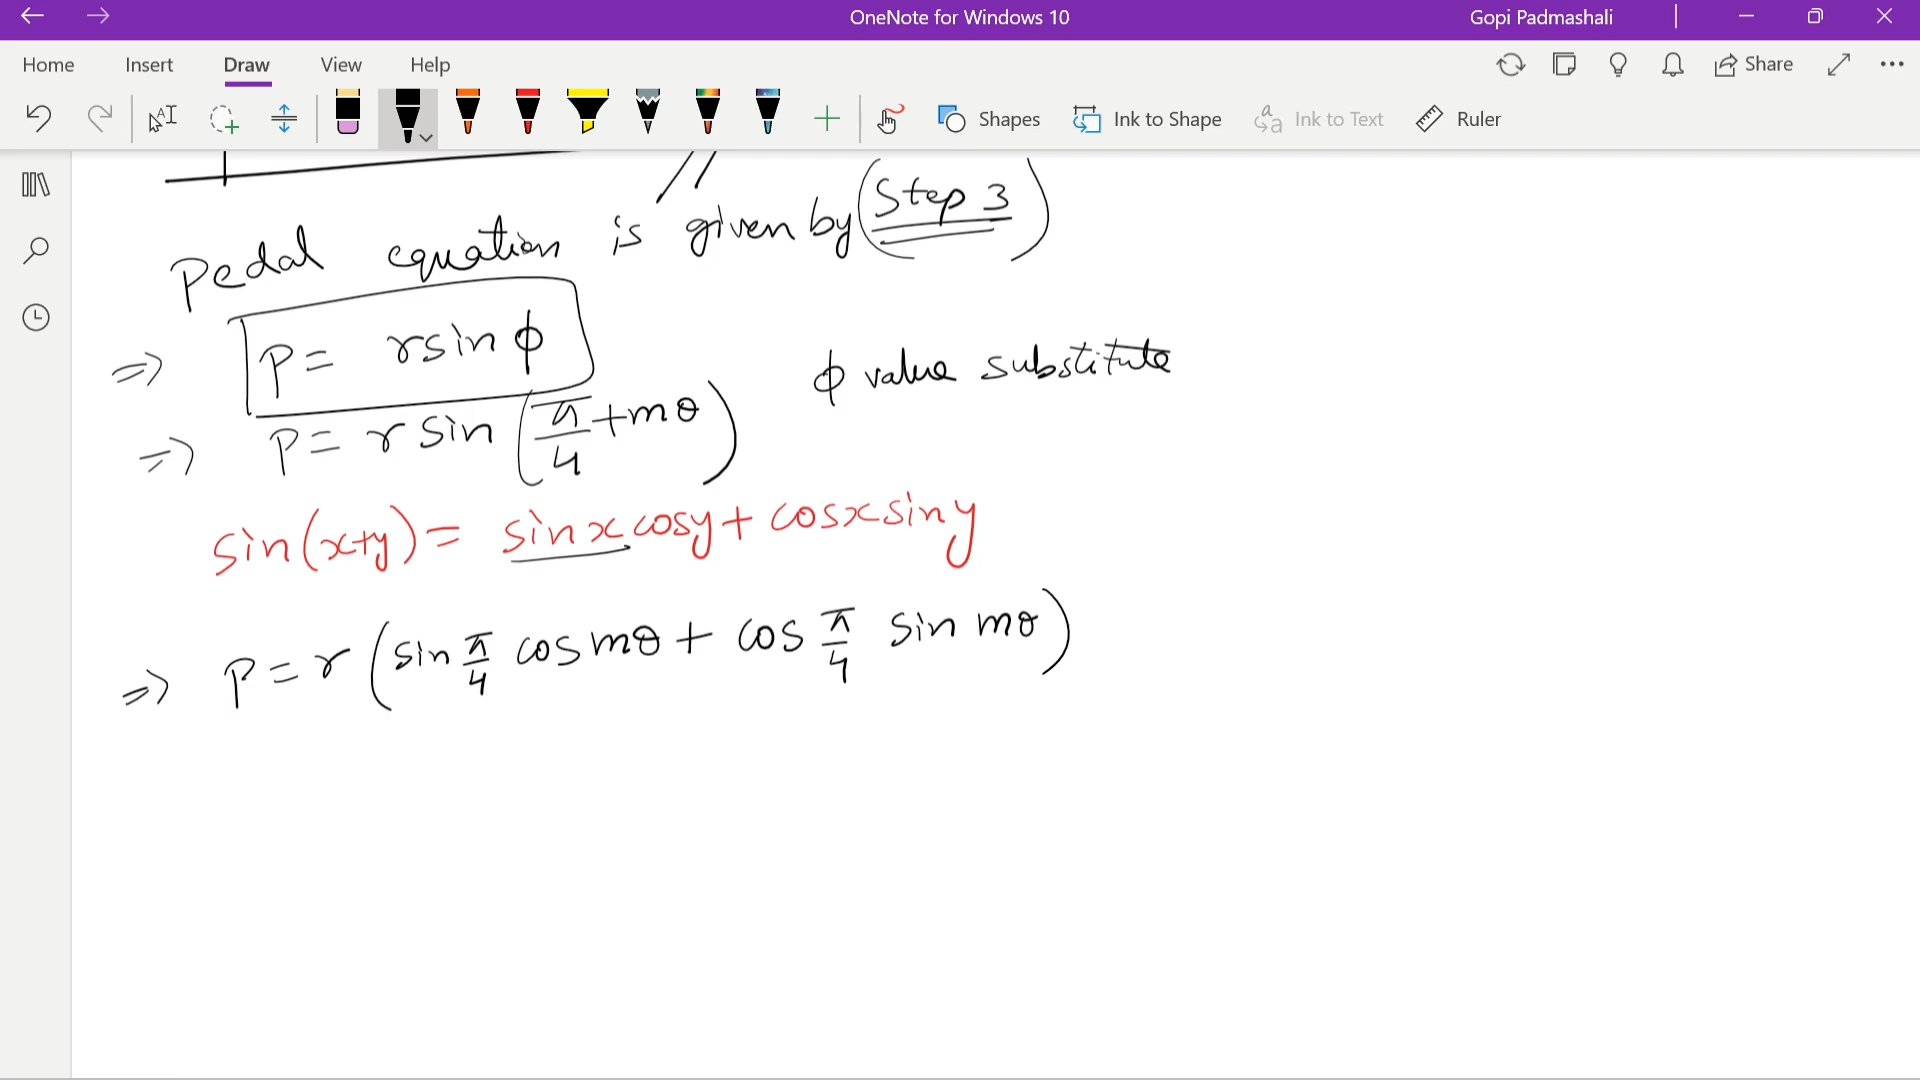 OneNote for Windows 10
Gopi Padmashali
Home Insert Draw View Help
Share
Shapes Ink to Shape Ink to Text Ruler
Pedal equation is given by (Step 3)
⇒ P = r sin ϕ
ϕ value substitute
⇒ P = r sin (π/4 + mθ)
sin(x+y) = sinx cosy + cosx siny
⇒ P = r (sin π/4 cos mθ + cos π/4 sin mθ)